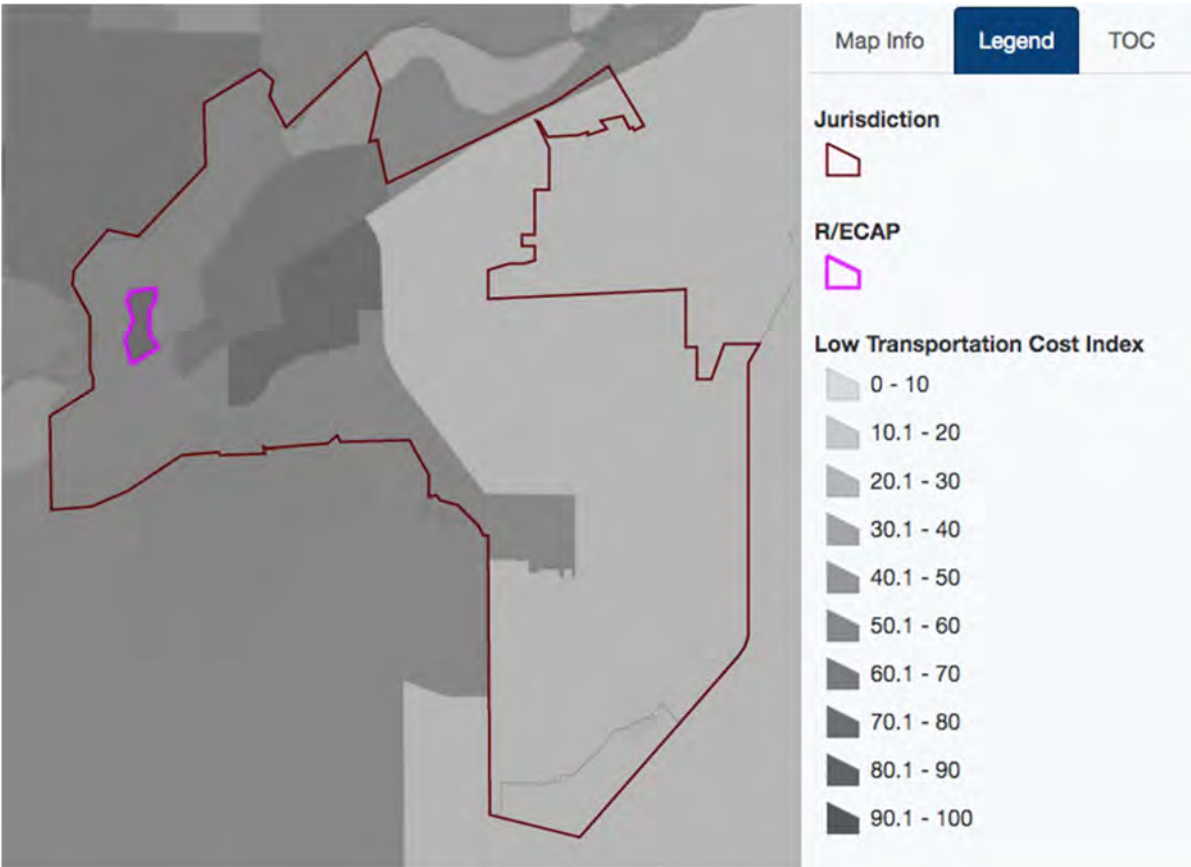 Map Info Legend TOC
Jurisdiction
R/ECAP
Low Transportation Cost Index
0 - 10
10.1 - 20
20.1 - 30
30.1 - 40
40.1 - 50
50.1 - 60
60.1 - 70
70.1 - 80
80.1 - 90
90.1 - 100